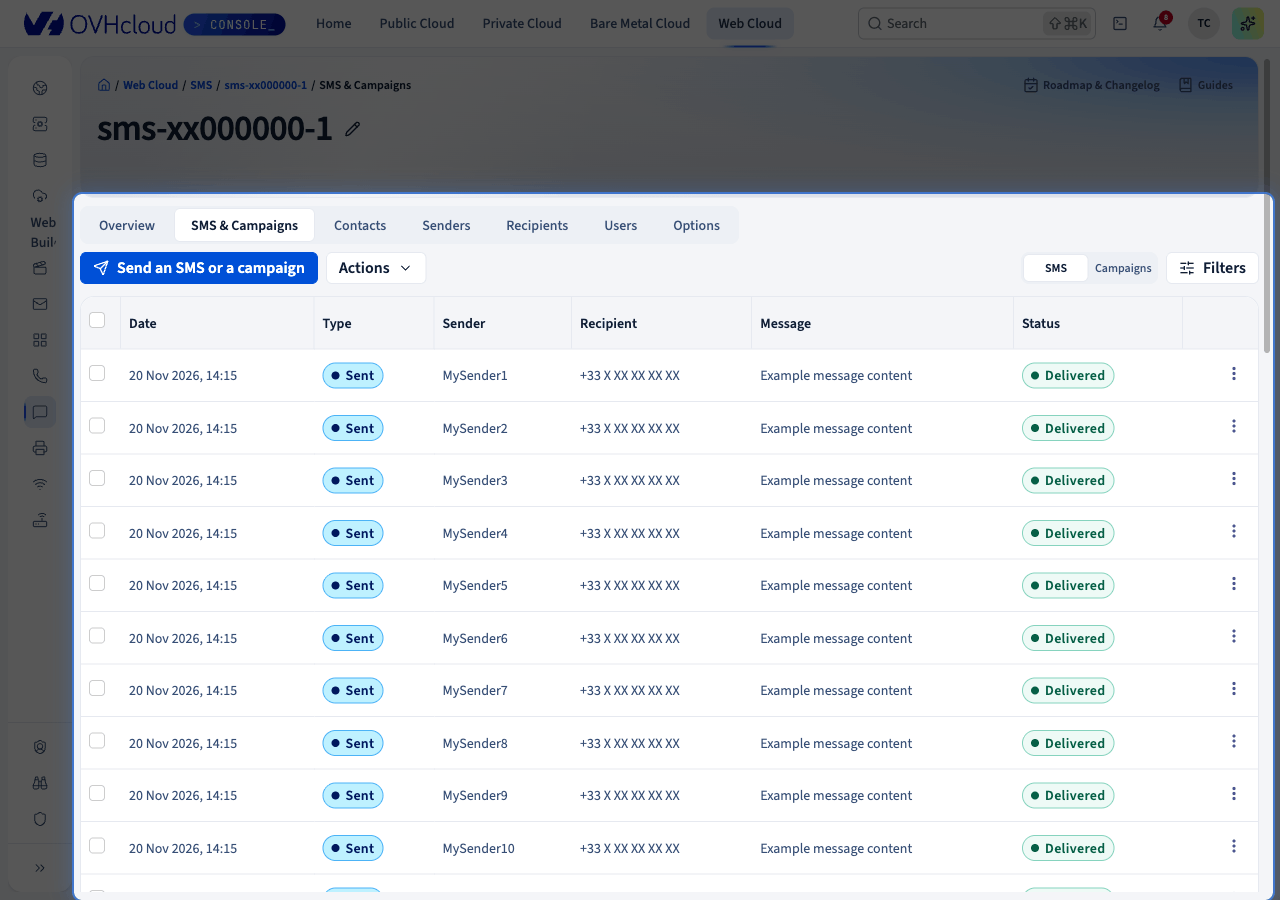 OVHcloud > CONSOLE_ Home Public Cloud Private Cloud Bare Metal Cloud Web Cloud Search ⇧⌘K 8 TC
/ Web Cloud / SMS / sms-xx000000-1 / SMS & Campaigns Roadmap & Changelog Guides
sms-xx000000-1
Web
Buil
Overview SMS & Campaigns Contacts Senders Recipients Users Options
Send an SMS or a campaign Actions SMS Campaigns Filters
Date Type Sender Recipient Message Status
20 Nov 2026, 14:15 Sent MySender1 +33 X XX XX XX XX Example message content Delivered
20 Nov 2026, 14:15 Sent MySender2 +33 X XX XX XX XX Example message content Delivered
20 Nov 2026, 14:15 Sent MySender3 +33 X XX XX XX XX Example message content Delivered
20 Nov 2026, 14:15 Sent MySender4 +33 X XX XX XX XX Example message content Delivered
20 Nov 2026, 14:15 Sent MySender5 +33 X XX XX XX XX Example message content Delivered
20 Nov 2026, 14:15 Sent MySender6 +33 X XX XX XX XX Example message content Delivered
20 Nov 2026, 14:15 Sent MySender7 +33 X XX XX XX XX Example message content Delivered
20 Nov 2026, 14:15 Sent MySender8 +33 X XX XX XX XX Example message content Delivered
20 Nov 2026, 14:15 Sent MySender9 +33 X XX XX XX XX Example message content Delivered
20 Nov 2026, 14:15 Sent MySender10 +33 X XX XX XX XX Example message content Delivered